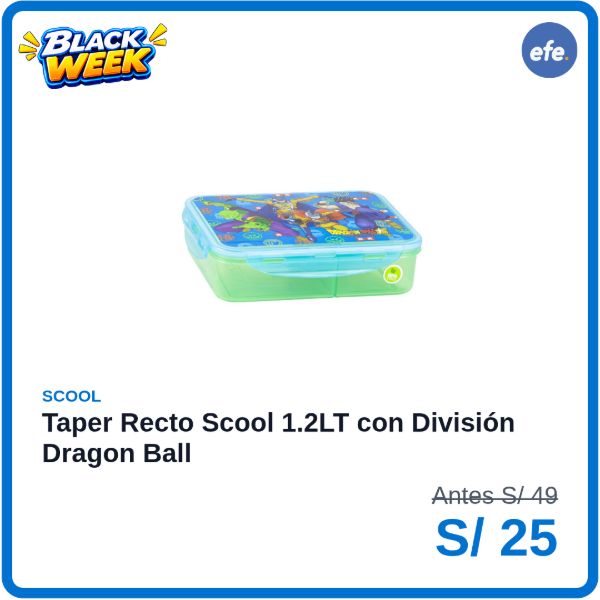 BLACK
WEEK
efe.
SCOOL
Taper Recto Scool 1.2LT con División
Dragon Ball
Antes S/ 49
S/ 25